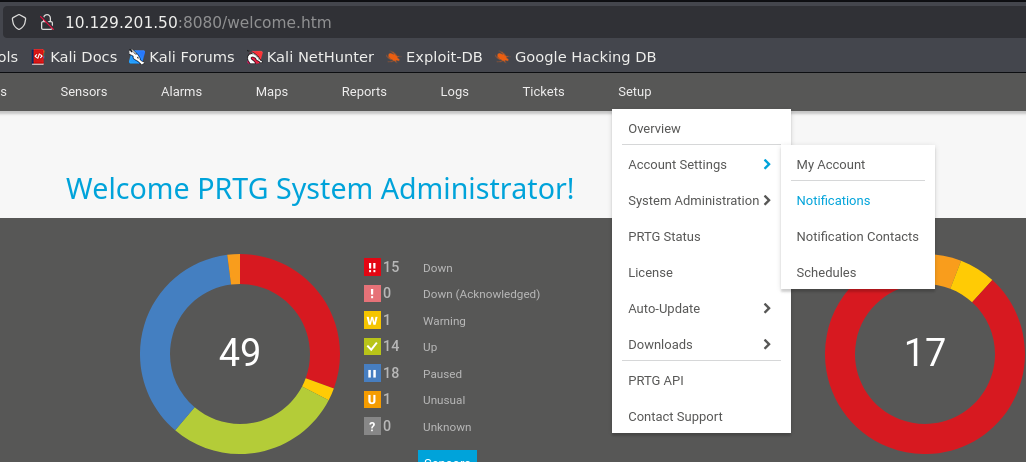 10.129.201.50:8080/welcome.htm
ols Kali Docs Kali Forums Kali NetHunter Exploit-DB Google Hacking DB
s Sensors Alarms Maps Reports Logs Tickets Setup
Overview
Account Settings
System Administration
PRTG Status
License
Auto-Update
Downloads
PRTG API
Contact Support
My Account
Notifications
Notification Contacts
Schedules
Welcome PRTG System Administrator!
49
!! 15 Down
! 0 Down (Acknowledged)
W 1 Warning
14 Up
18 Paused
U 1 Unusual
? 0 Unknown
Sensors
17